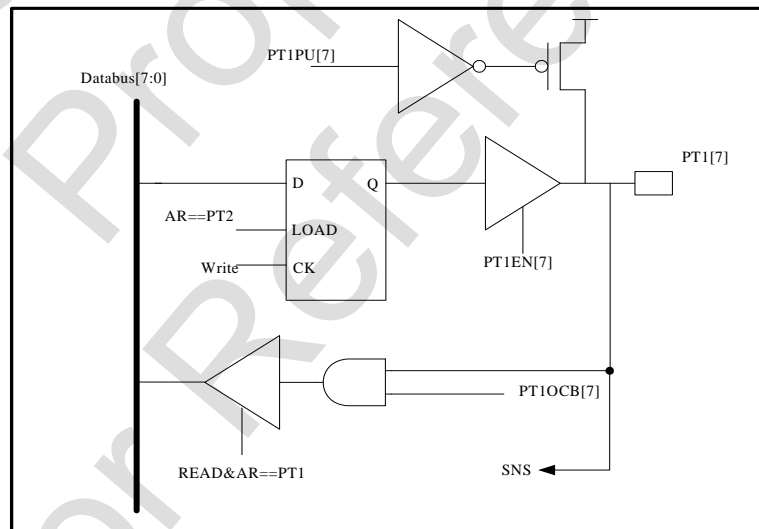 PT1PU[7]
Databus[7:0]
PT1[7]
D
Q
AR==PT2
LOAD
Write
CK
PT1EN[7]
PT1OCB[7]
READ&AR==PT1
SNS